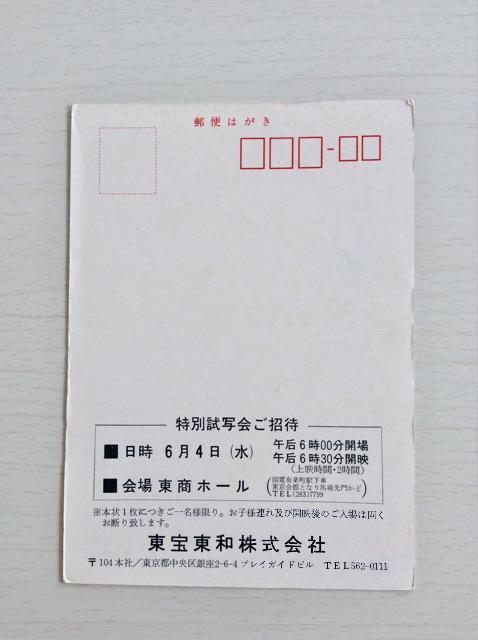 郵便はがき
特別試写会ご招待
■日時 6月4日(水) 午后6時00分開場
午后6時30分開映
(上映時間・2時間)
■会場 東商ホール (国電有楽町駅下車
東京会館となり馬場先門かど
TEL(283)7799)
※本状1枚につきご一名様限り。お子様連れ及び開映後のご入場は固く
お断り致します。
東宝東和株式会社
〒104 本社/東京都中央区銀座2-6-4 プレイガイドビル TEL562-0111